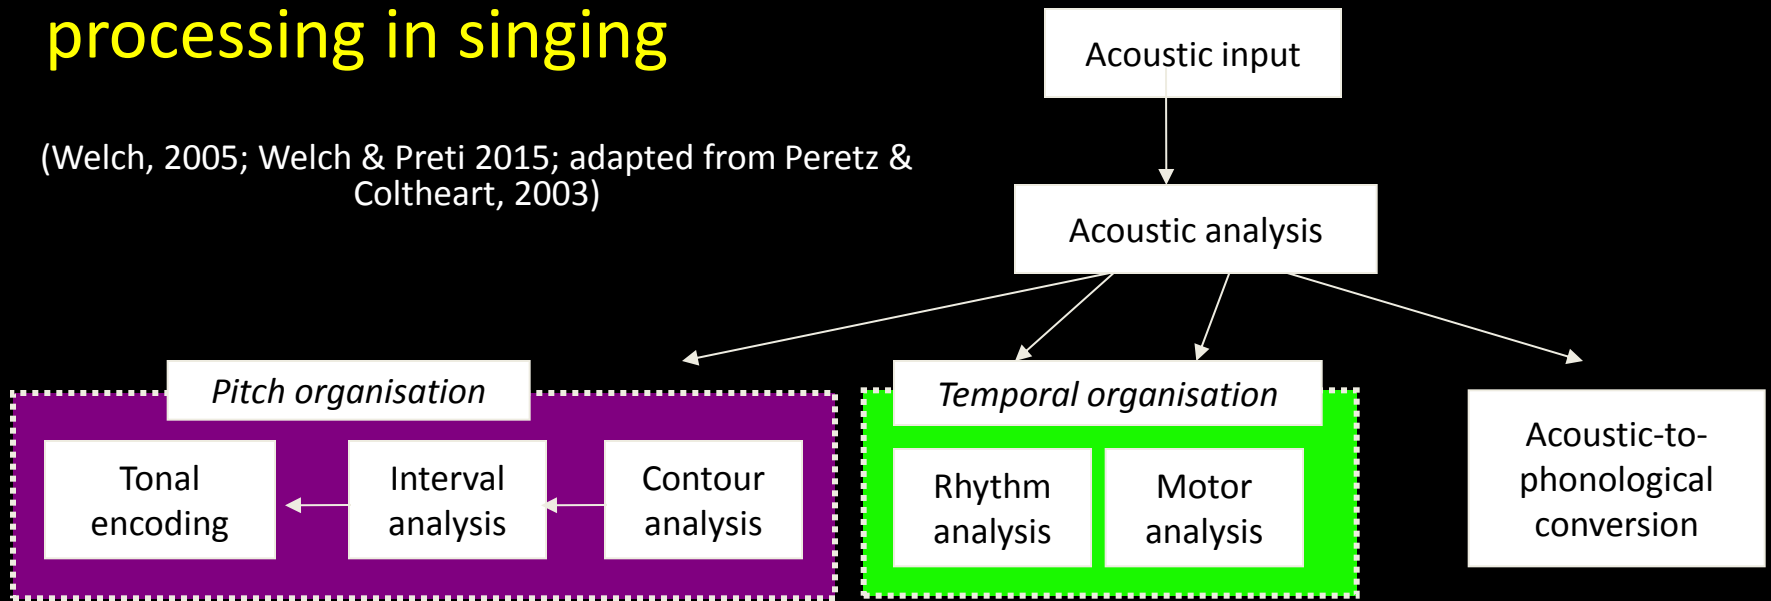 processing in singing
(Welch, 2005; Welch & Preti 2015; adapted from Peretz &
Coltheart, 2003)
Acoustic input
Acoustic analysis
Pitch organisation
Tonal
encoding
Interval
analysis
Contour
analysis
Temporal organisation
Rhythm
analysis
Motor
analysis
Acoustic-to-
phonological
conversion